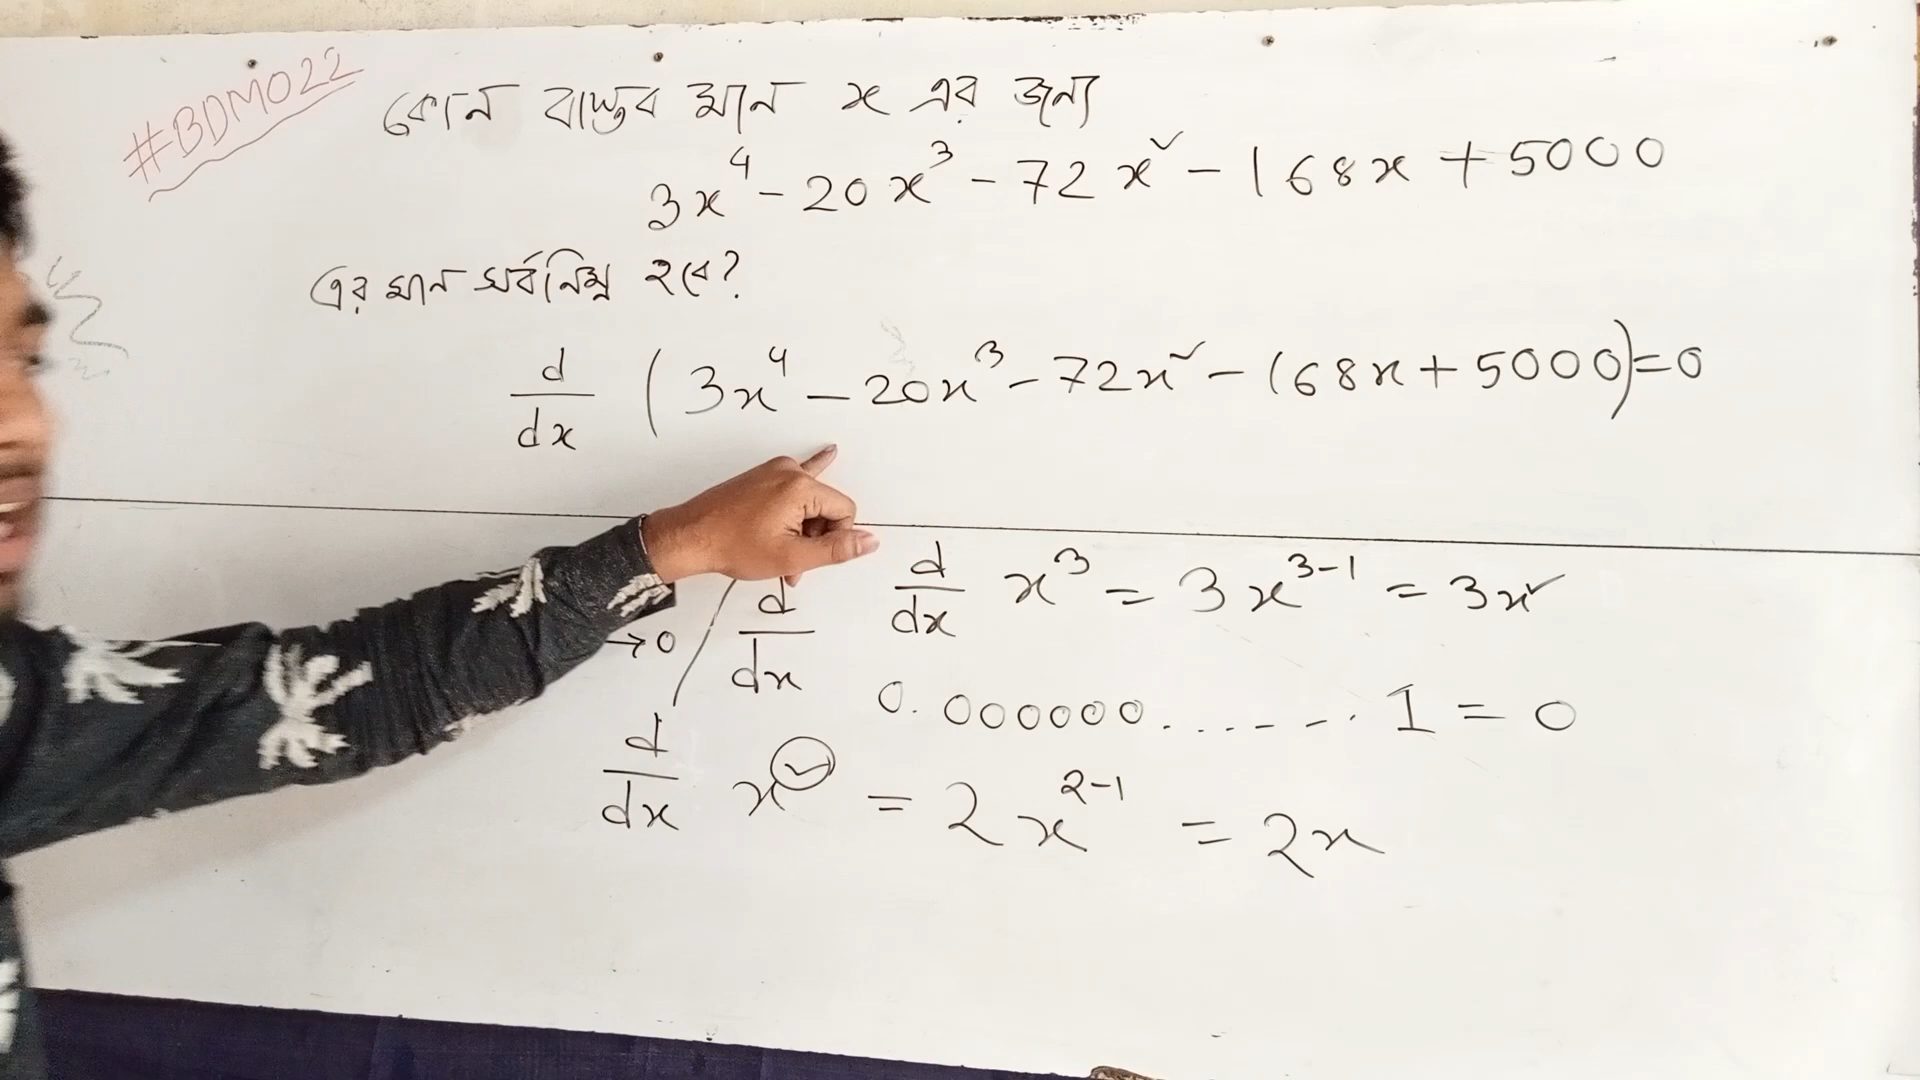 #BDMO22
কোন বাস্তব মান x এর জন্য
3x⁴ - 20x³ - 72x² - 168x + 5000
এর মান সর্বনিম্ন হবে?
d/dx (3x⁴ - 20x³ - 72x² - 168x + 5000) = 0
d/dx x³ = 3x³⁻¹ = 3x²
→0 d/dx
0.000000. ..--. 1 = 0
d/dx x² = 2x²⁻¹ = 2x